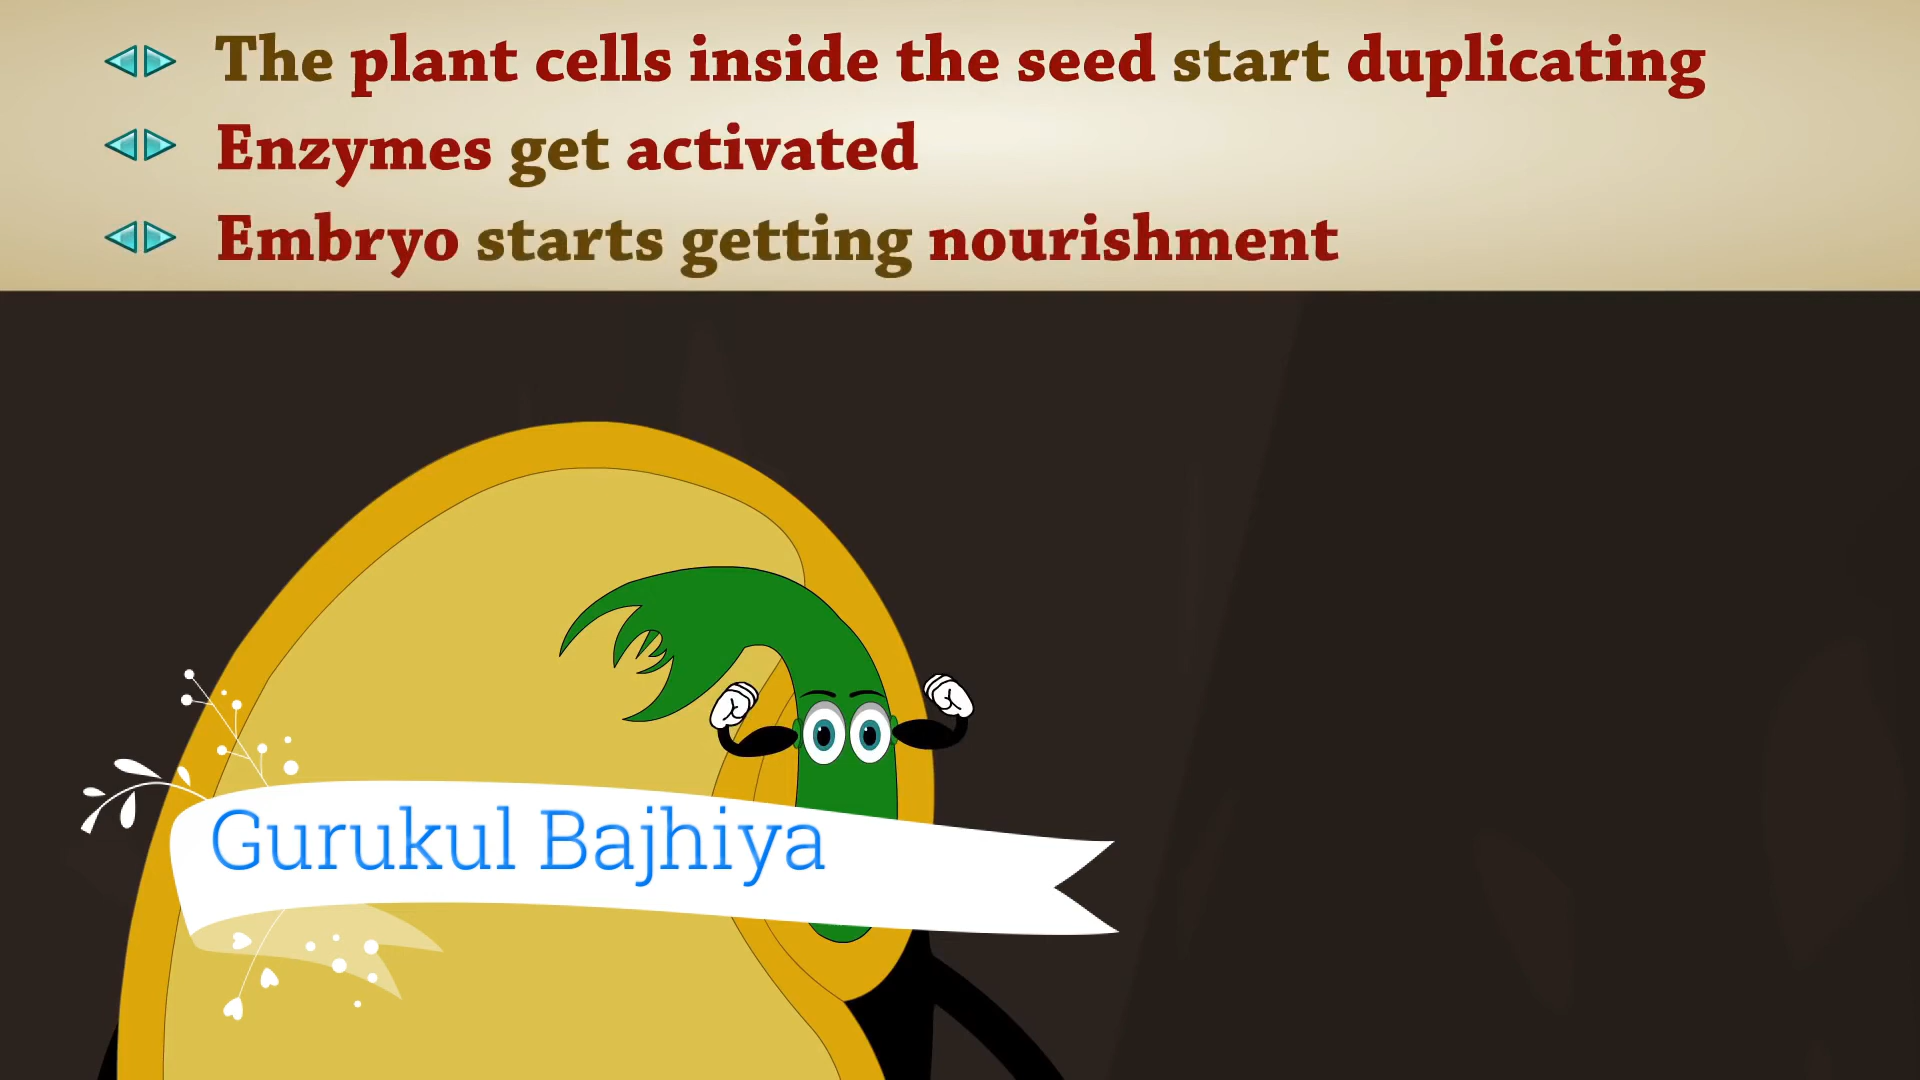 The plant cells inside the seed start duplicating
Enzymes get activated
Embryo starts getting nourishment
Gurukul Bajhiya